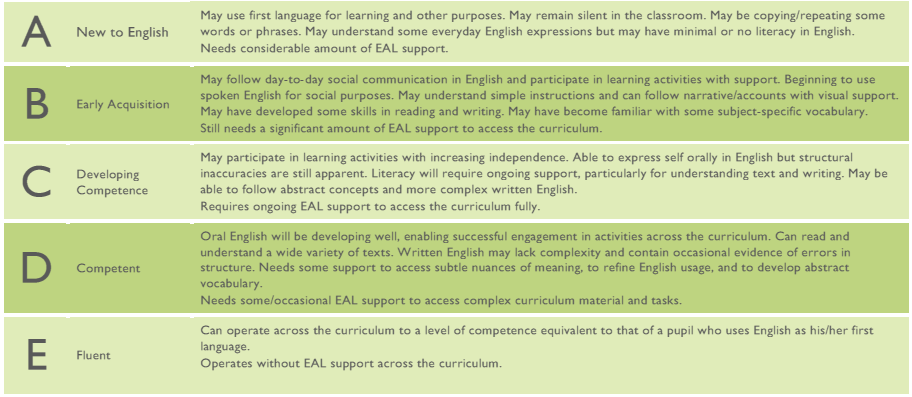 A
New to English
May use first language for learning and other purposes. May remain silent in the classroom. May be copying/repeating some
words or phrases. May understand some everyday English expressions but may have minimal or no literacy in English.
Needs considerable amount of EAL support.
B
Early Acquisition
May follow day-to-day social communication in English and participate in learning activities with support. Beginning to use
spoken English for social purposes. May understand simple instructions and can follow narrative/accounts with visual support.
May have developed some skills in reading and writing. May have become familiar with some subject-specific vocabulary.
Still needs a significant amount of EAL support to access the curriculum.
C
Developing
Competence
May participate in learning activities with increasing independence. Able to express self orally in English but structural
inaccuracies are still apparent. Literacy will require ongoing support, particularly for understanding text and writing. May be
able to follow abstract concepts and more complex written English.
Requires ongoing EAL support to access the curriculum fully.
D
Competent
Oral English will be developing well, enabling successful engagement in activities across the curriculum. Can read and
understand a wide variety of texts. Written English may lack complexity and contain occasional evidence of errors in
structure. Needs some support to access subtle nuances of meaning, to refine English usage, and to develop abstract
vocabulary.
Needs some/occasional EAL support to access complex curriculum material and tasks.
E
Fluent
Can operate across the curriculum to a level of competence equivalent to that of a pupil who uses English as his/her first
language.
Operates without EAL support across the curriculum.